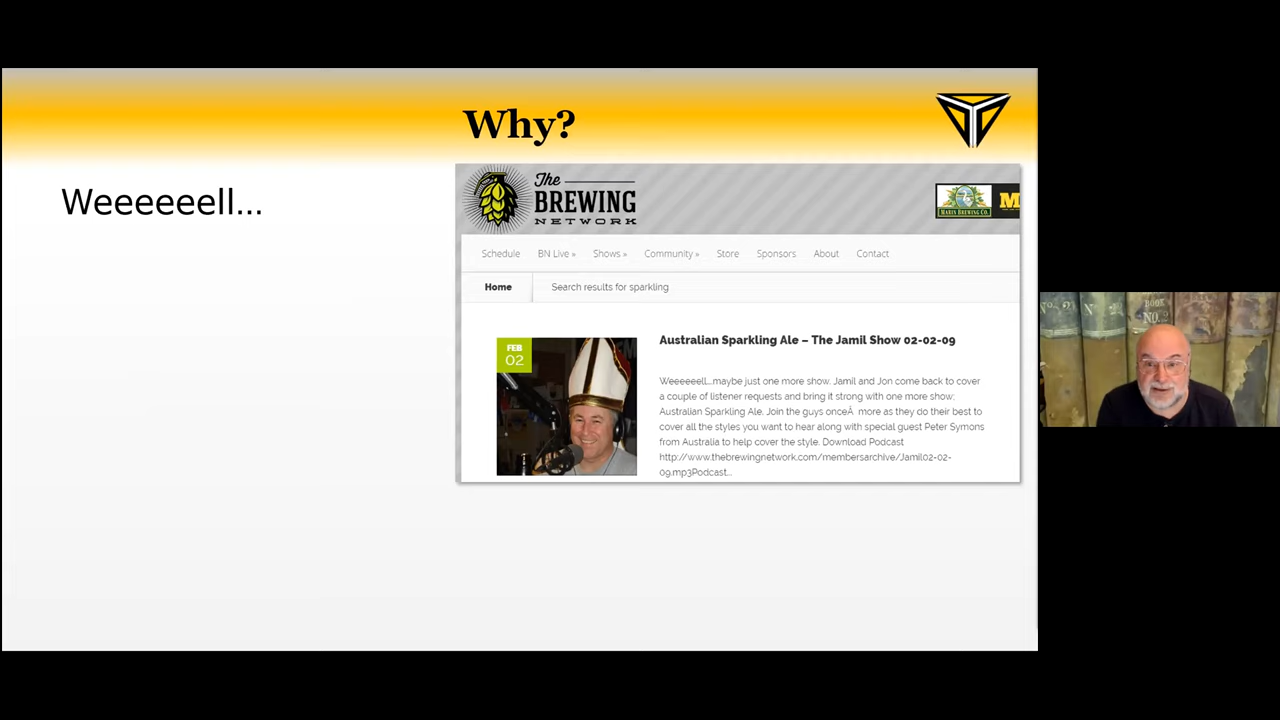 Why?
Weeeeeell...
The
BREWING
NETWORK
MARIN BREWING CO.
M
Schedule BN Live » Shows » Community » Store Sponsors About Contact
Home Search results for sparkling
FEB
02
Australian Sparkling Ale – The Jamil Show 02-02-09
Weeeeeell...maybe just one more show. Jamil and Jon come back to cover
a couple of listener requests and bring it strong with one more show:
Australian Sparkling Ale. Join the guys onceÂ  more as they do their best to
cover all the styles you want to hear along with special guest Peter Symons
from Australia to help cover the style. Download Podcast
http://www.thebrewingnetwork.com/membersarchive/Jamil02-02-
09.mp3Podcast...
BOOK
NO.